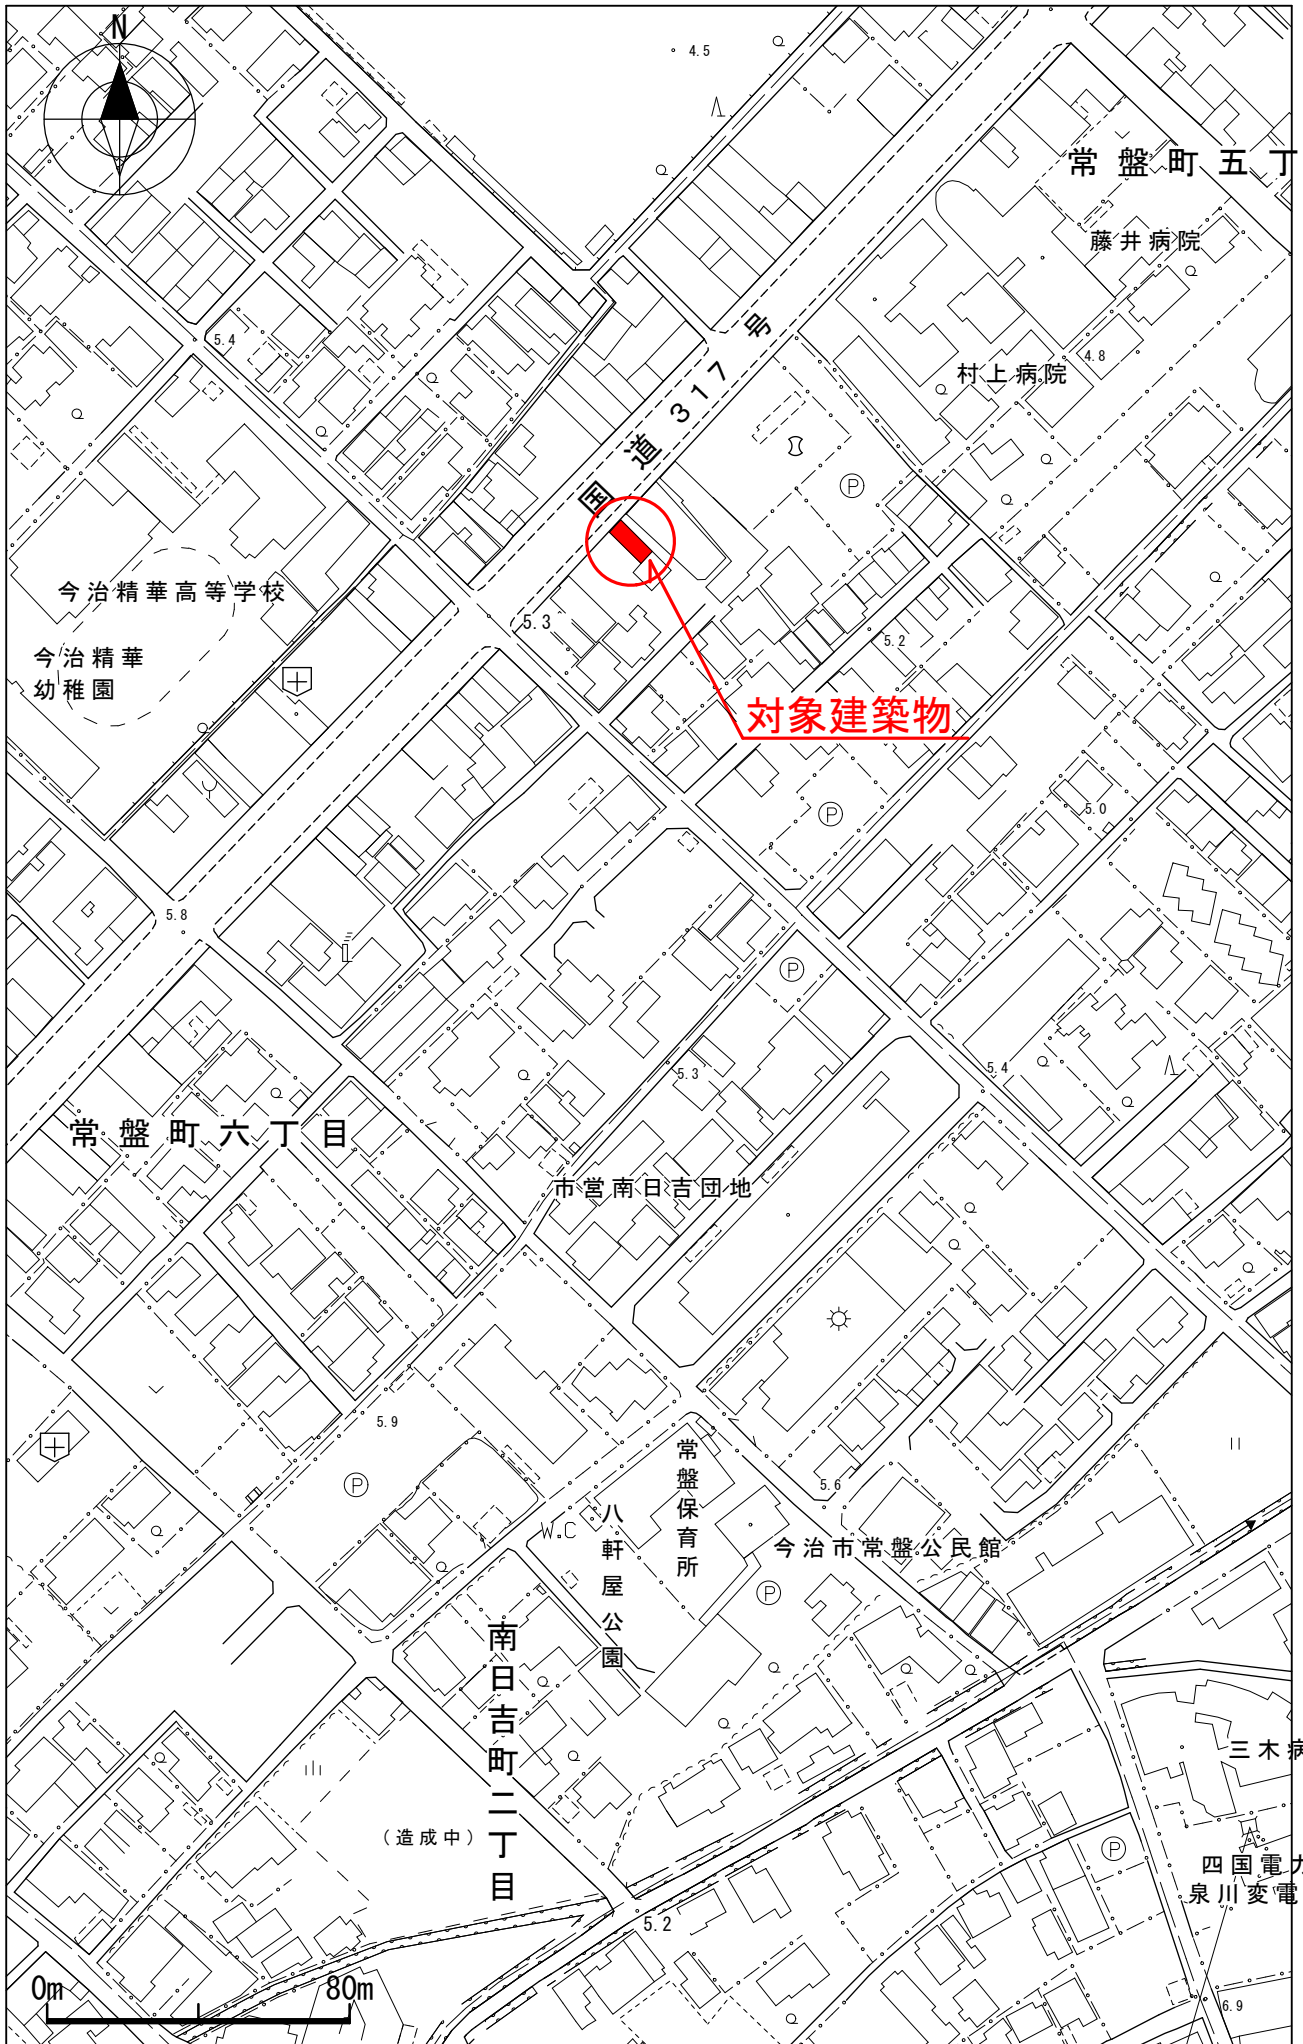 N
4.5
常盤町五丁
藤井病院
5.4
国道317号
4.8
村上病院
P
今治精華高等学校
5.3
5.2
今治精華
幼稚園
対象建築物
P
5.0
5.8
P
5.3
5.4
常盤町六丁目
市営南日吉団地
5.9
P
常盤保育所
5.6
W.C
八軒屋公園
今治市常盤公民館
P
南日吉町二丁目
三木病
(造成中)
P
四国電力
泉川変電
5.2
0m
80m
6.9